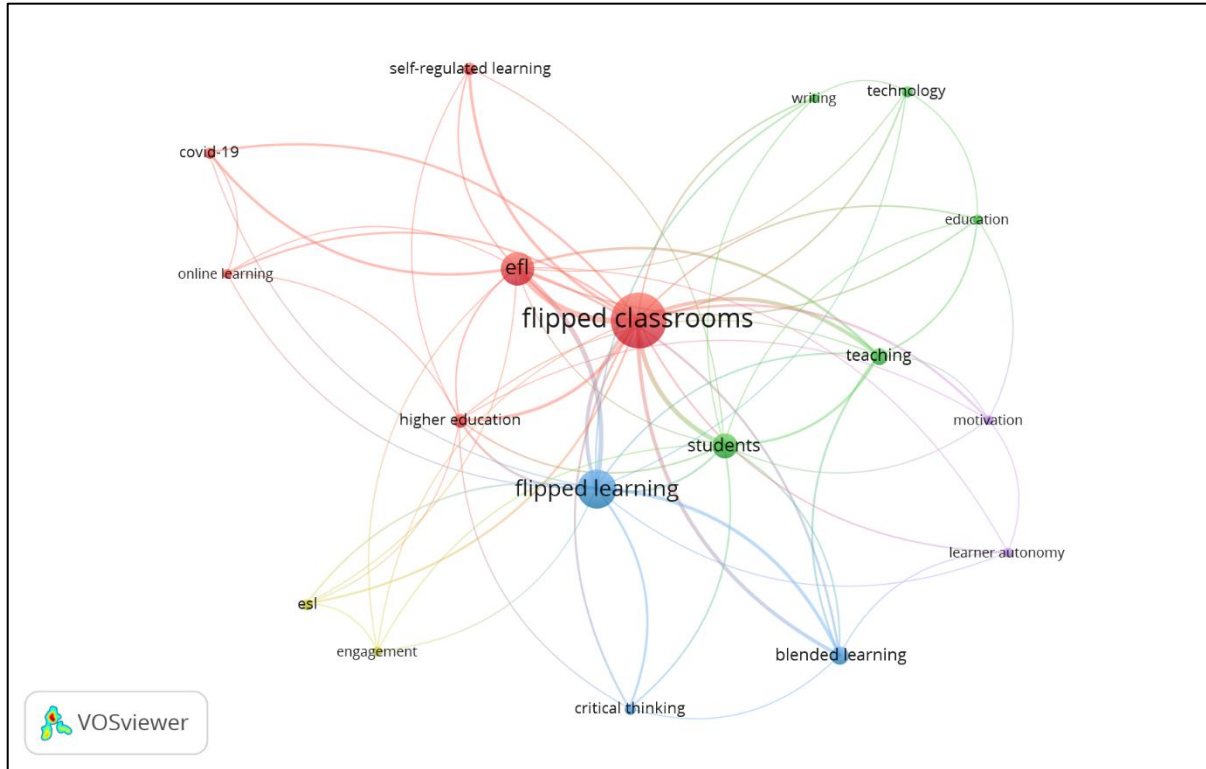 self-regulated learning
writing
technology
covid-19
education
online learning
efl
flipped classrooms
teaching
higher education
motivation
students
flipped learning
learner autonomy
esl
engagement
blended learning
critical thinking
VOSviewer